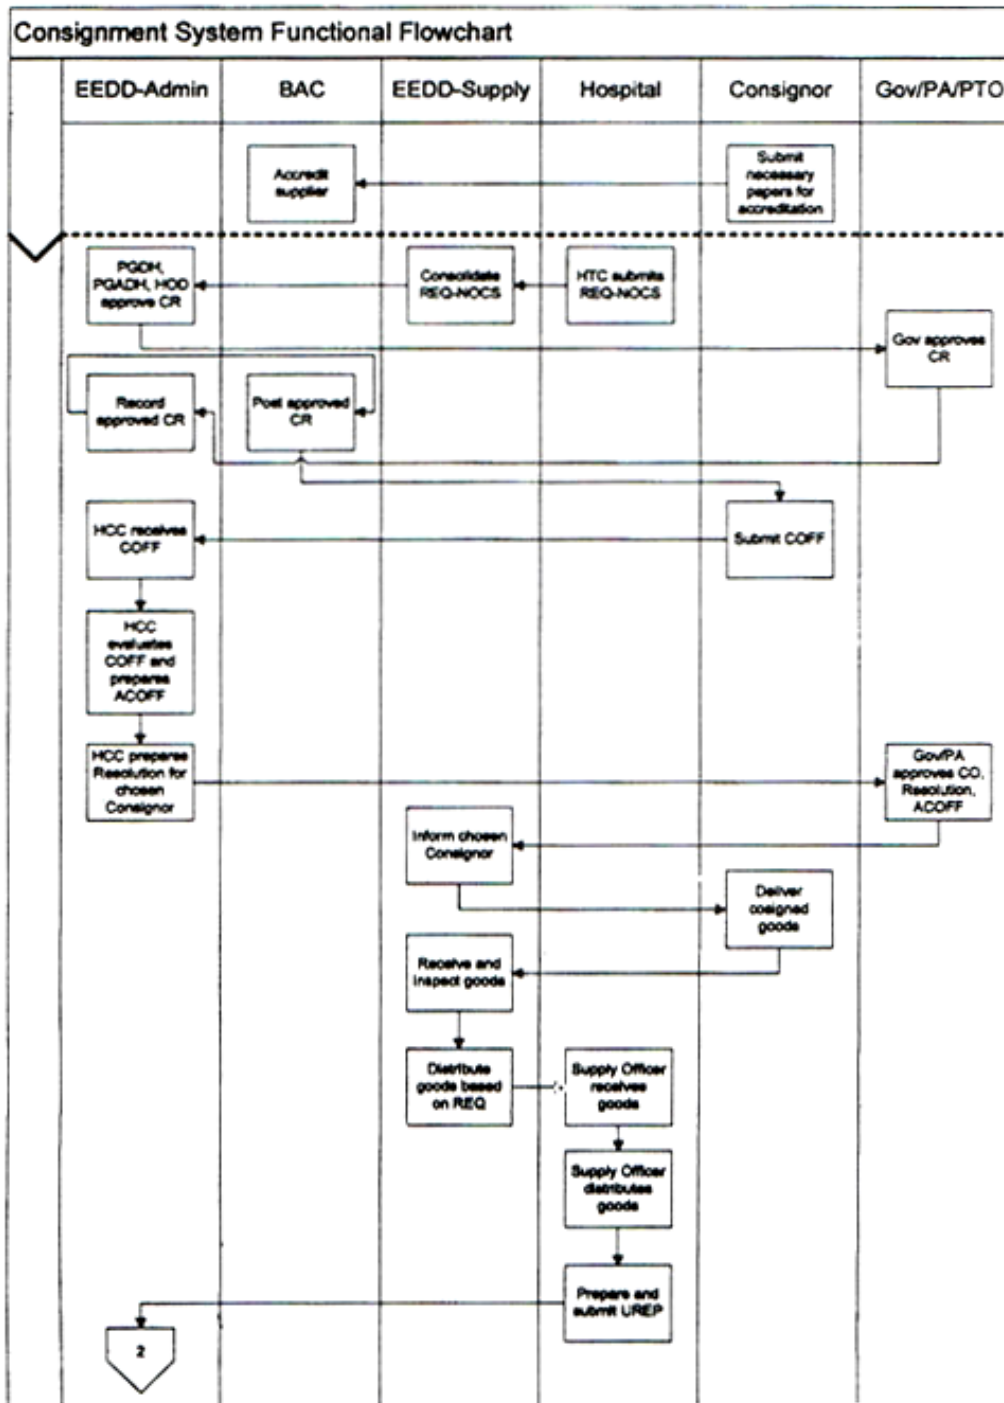 Consignment System Functional Flowchart
EEDD-Admin
BAC
EEDD-Supply
Hospital
Consignor
Gov/PA/PTO
Accredit
supplier
Submit
necessary
papers for
accreditation
PGDH,
PGADH, HOD
approve CR
Consolidate
REQ-NOCS
HTC submits
REQ-NOCS
Gov approves
CR
Record
approved CR
Post approved
CR
HCC receives
COFF
Submit COFF
HCC
evaluates
COFF and
prepares
ACOFF
HCC prepares
Resolution for
chosen
Consignor
Gov/PA
approves CO,
Resolution,
ACOFF
Inform chosen
Consignor
Deliver
cosigned
goods
Receive and
Inspect goods
Distribute
goods based
on REQ
Supply Officer
receives
goods
Supply Officer
distributes
goods
Prepare and
submit UREP
2